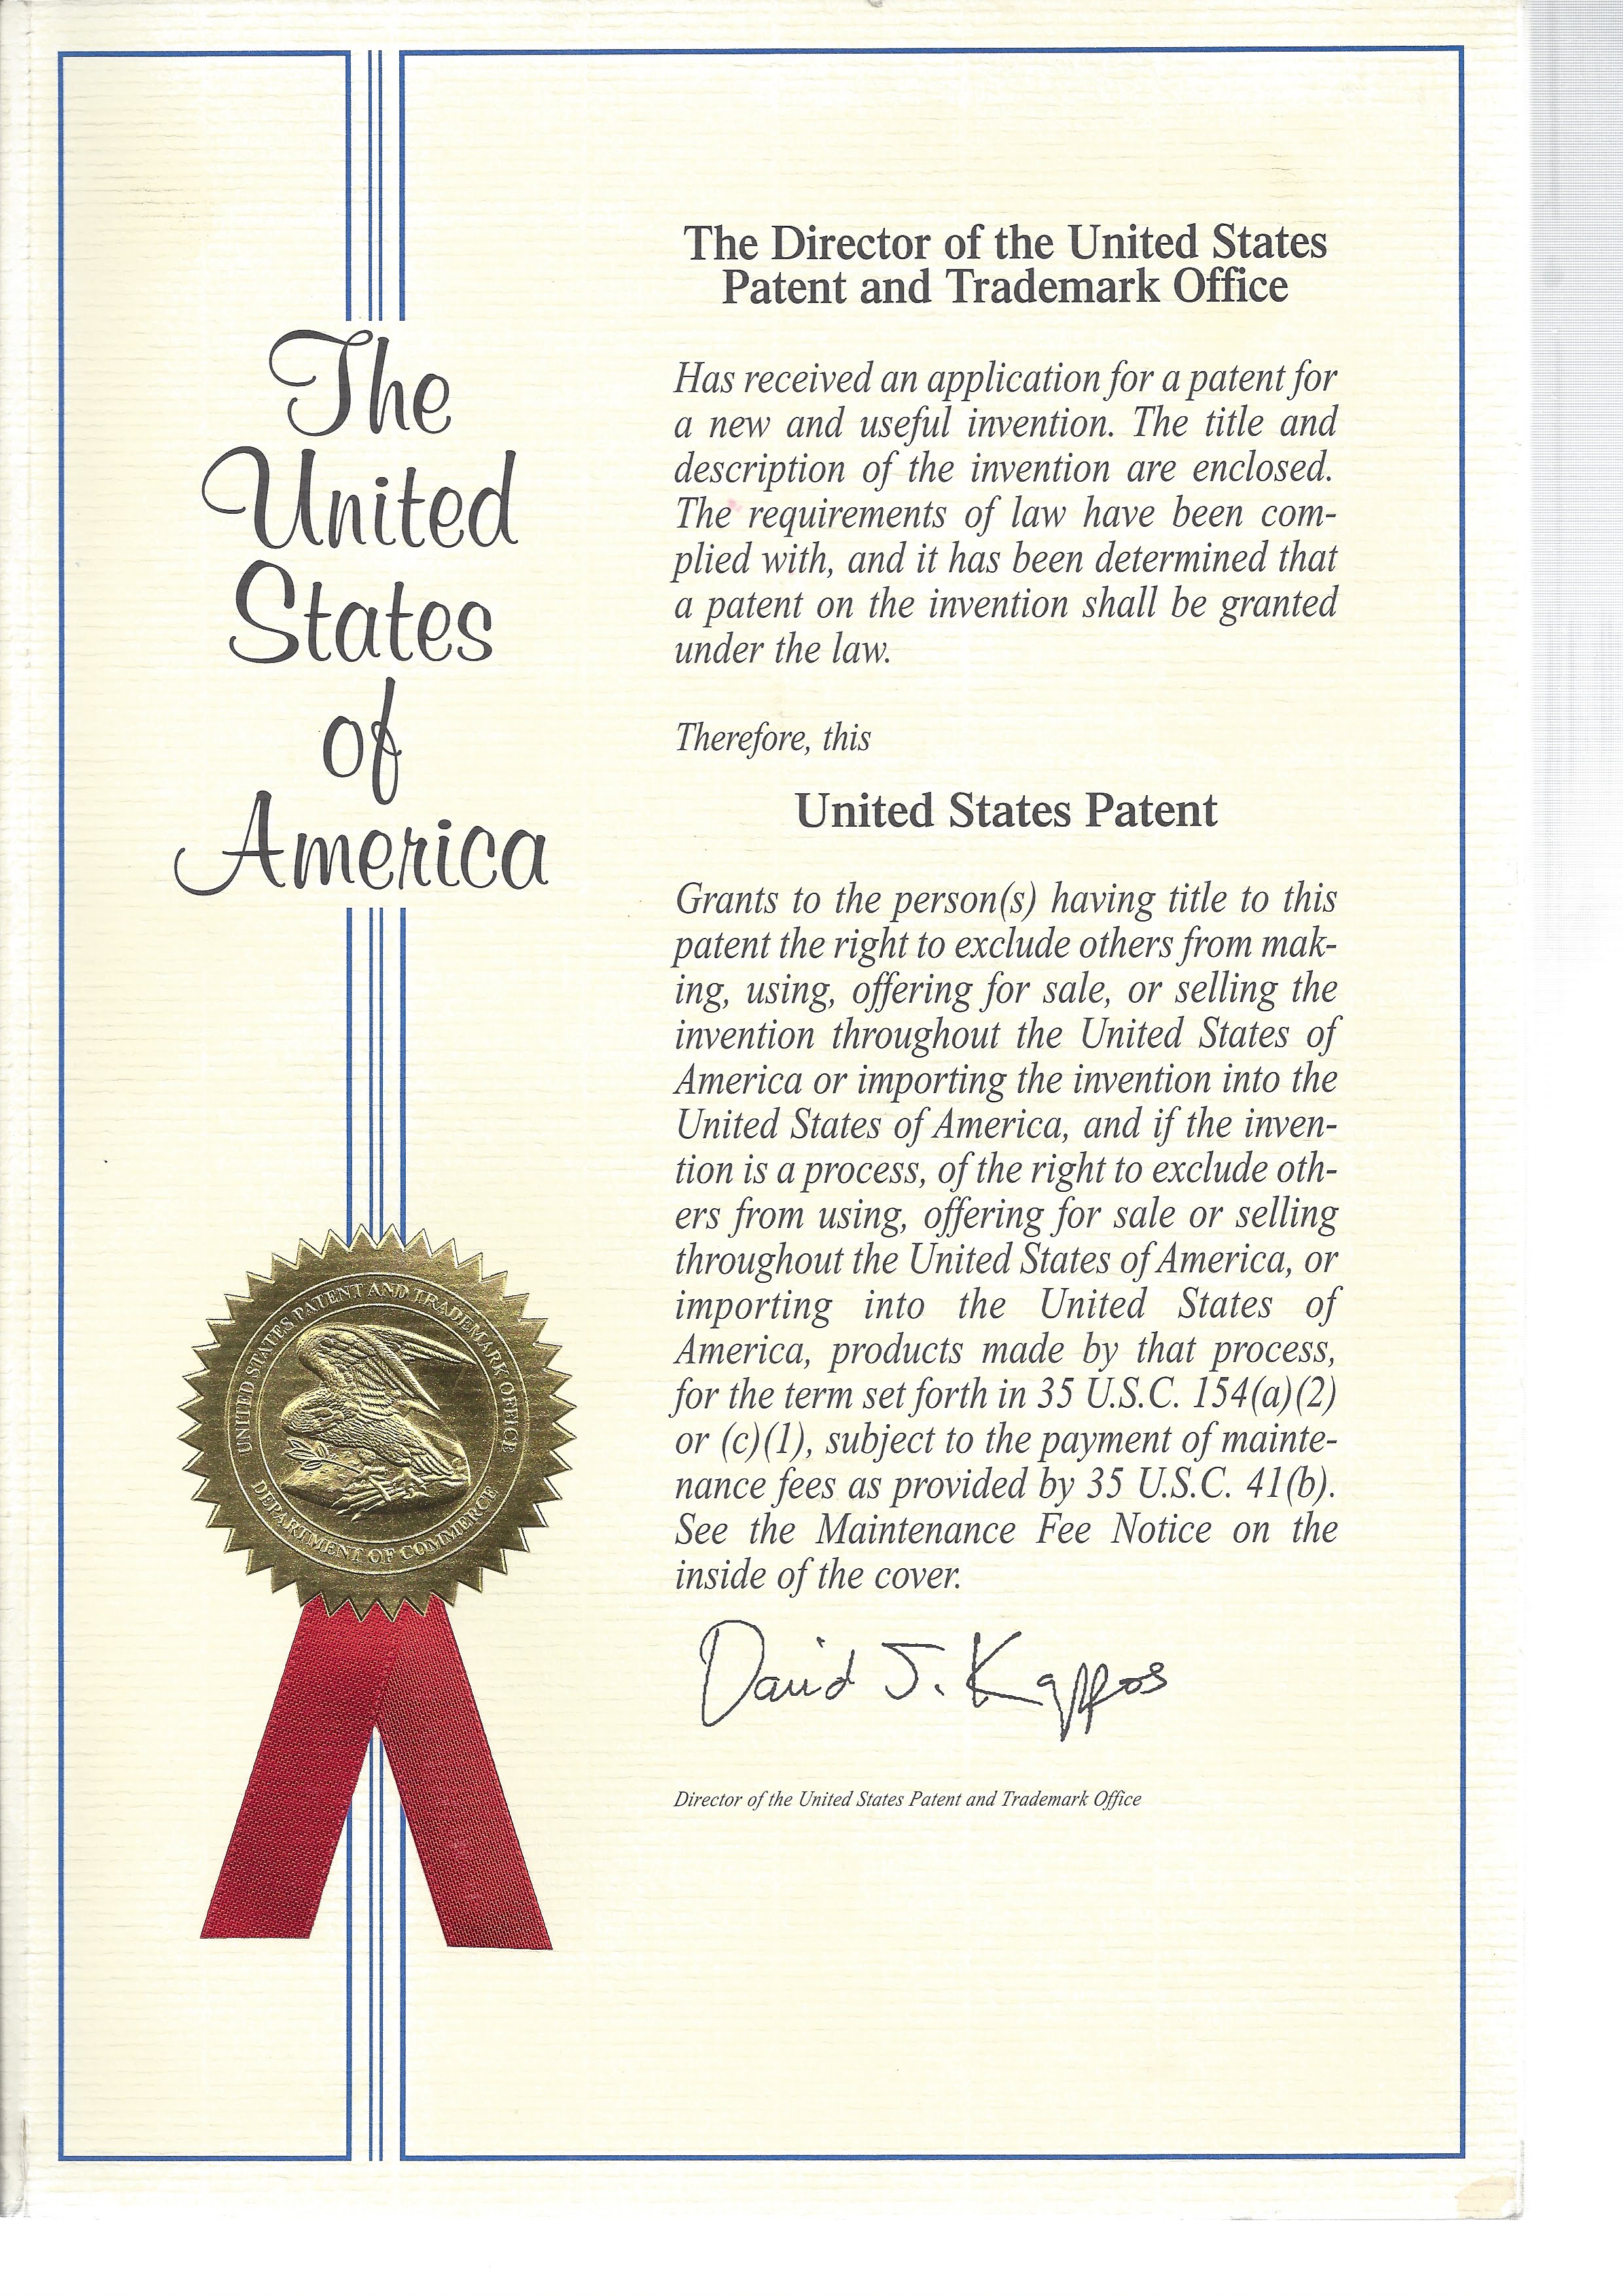 The
United
States
of
America
UNITED STATES PATENT AND TRADEMARK OFFICE
DEPARTMENT OF COMMERCE
The Director of the United States
Patent and Trademark Office
Has received an application for a patent for
a new and useful invention. The title and
description of the invention are enclosed.
The requirements of law have been com-
plied with, and it has been determined that
a patent on the invention shall be granted
under the law.
Therefore, this
United States Patent
Grants to the person(s) having title to this
patent the right to exclude others from mak-
ing, using, offering for sale, or selling the
invention throughout the United States of
America or importing the invention into the
United States of America, and if the inven-
tion is a process, of the right to exclude oth-
ers from using, offering for sale or selling
throughout the United States of America, or
importing into the United States of
America, products made by that process,
for the term set forth in 35 U.S.C. 154(a)(2)
or (c)(1), subject to the payment of mainte-
nance fees as provided by 35 U.S.C. 41(b).
See the Maintenance Fee Notice on the
inside of the cover.
David J. Kappos
Director of the United States Patent and Trademark Office